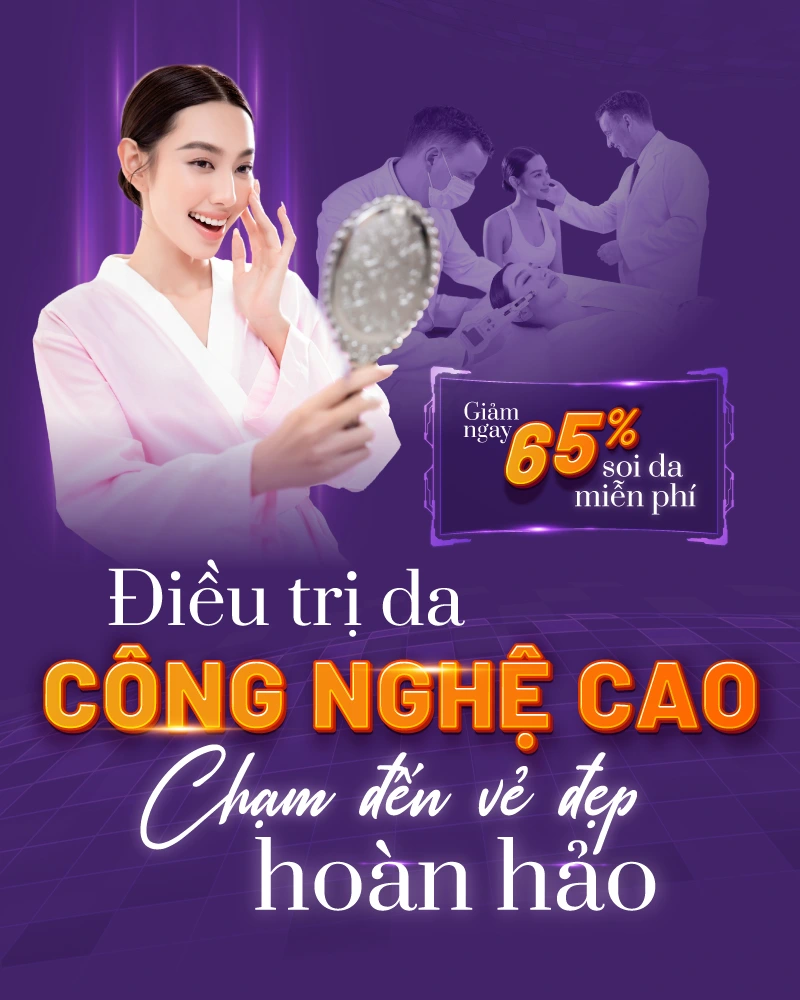 Giảm
ngay 65%
soi da
miễn phí
Điều trị da
CÔNG NGHỆ CAO
Chạm đến vẻ đẹp
hoàn hảo